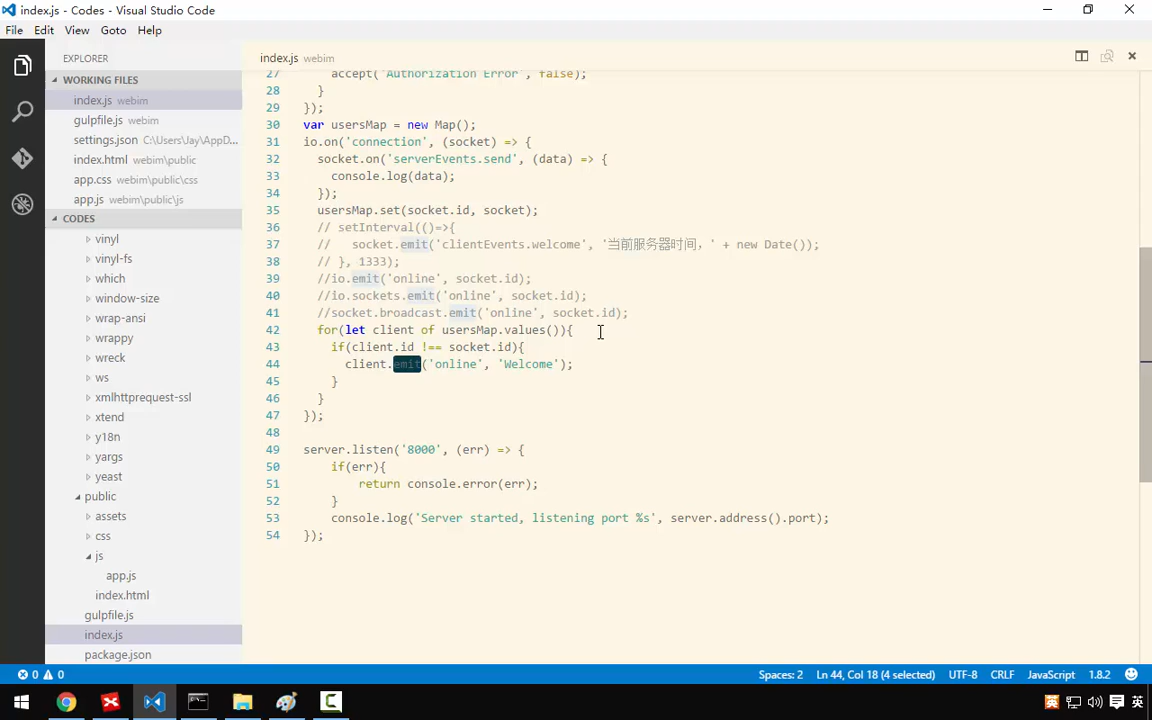 index.js - Codes - Visual Studio Code
File Edit View Goto Help
EXPLORER
WORKING FILES
index.js webim
gulpfile.js webim
settings.json C:\Users\Jay\AppD...
index.html webim\public
app.css webim\public\css
app.js webim\public\js
CODES
vinyl
vinyl-fs
which
window-size
wrap-ansi
wrappy
wreck
ws
xmlhttprequest-ssl
xtend
y18n
yargs
yeast
public
assets
css
js
app.js
index.html
gulpfile.js
index.js
package.json
index.js webim
27 accept('Authorization Error', false);
28 }
29 });
30 var usersMap = new Map();
31 io.on('connection', (socket) => {
32 socket.on('serverEvents.send', (data) => {
33 console.log(data);
34 });
35 usersMap.set(socket.id, socket);
36 // setInterval(()=>{
37 // socket.emit('clientEvents.welcome', '当前服务器时间，' + new Date());
38 // }, 1333);
39 //io.emit('online', socket.id);
40 //io.sockets.emit('online', socket.id);
41 //socket.broadcast.emit('online', socket.id);
42 for(let client of usersMap.values()){
43 if(client.id !== socket.id){
44 client.emit('online', 'Welcome');
45 }
46 }
47 });
48
49 server.listen('8000', (err) => {
50 if(err){
51 return console.error(err);
52 }
53 console.log('Server started, listening port %s', server.address().port);
54 });
0 0 Spaces: 2 Ln 44, Col 18 (4 selected) UTF-8 CRLF JavaScript 1.8.2
英